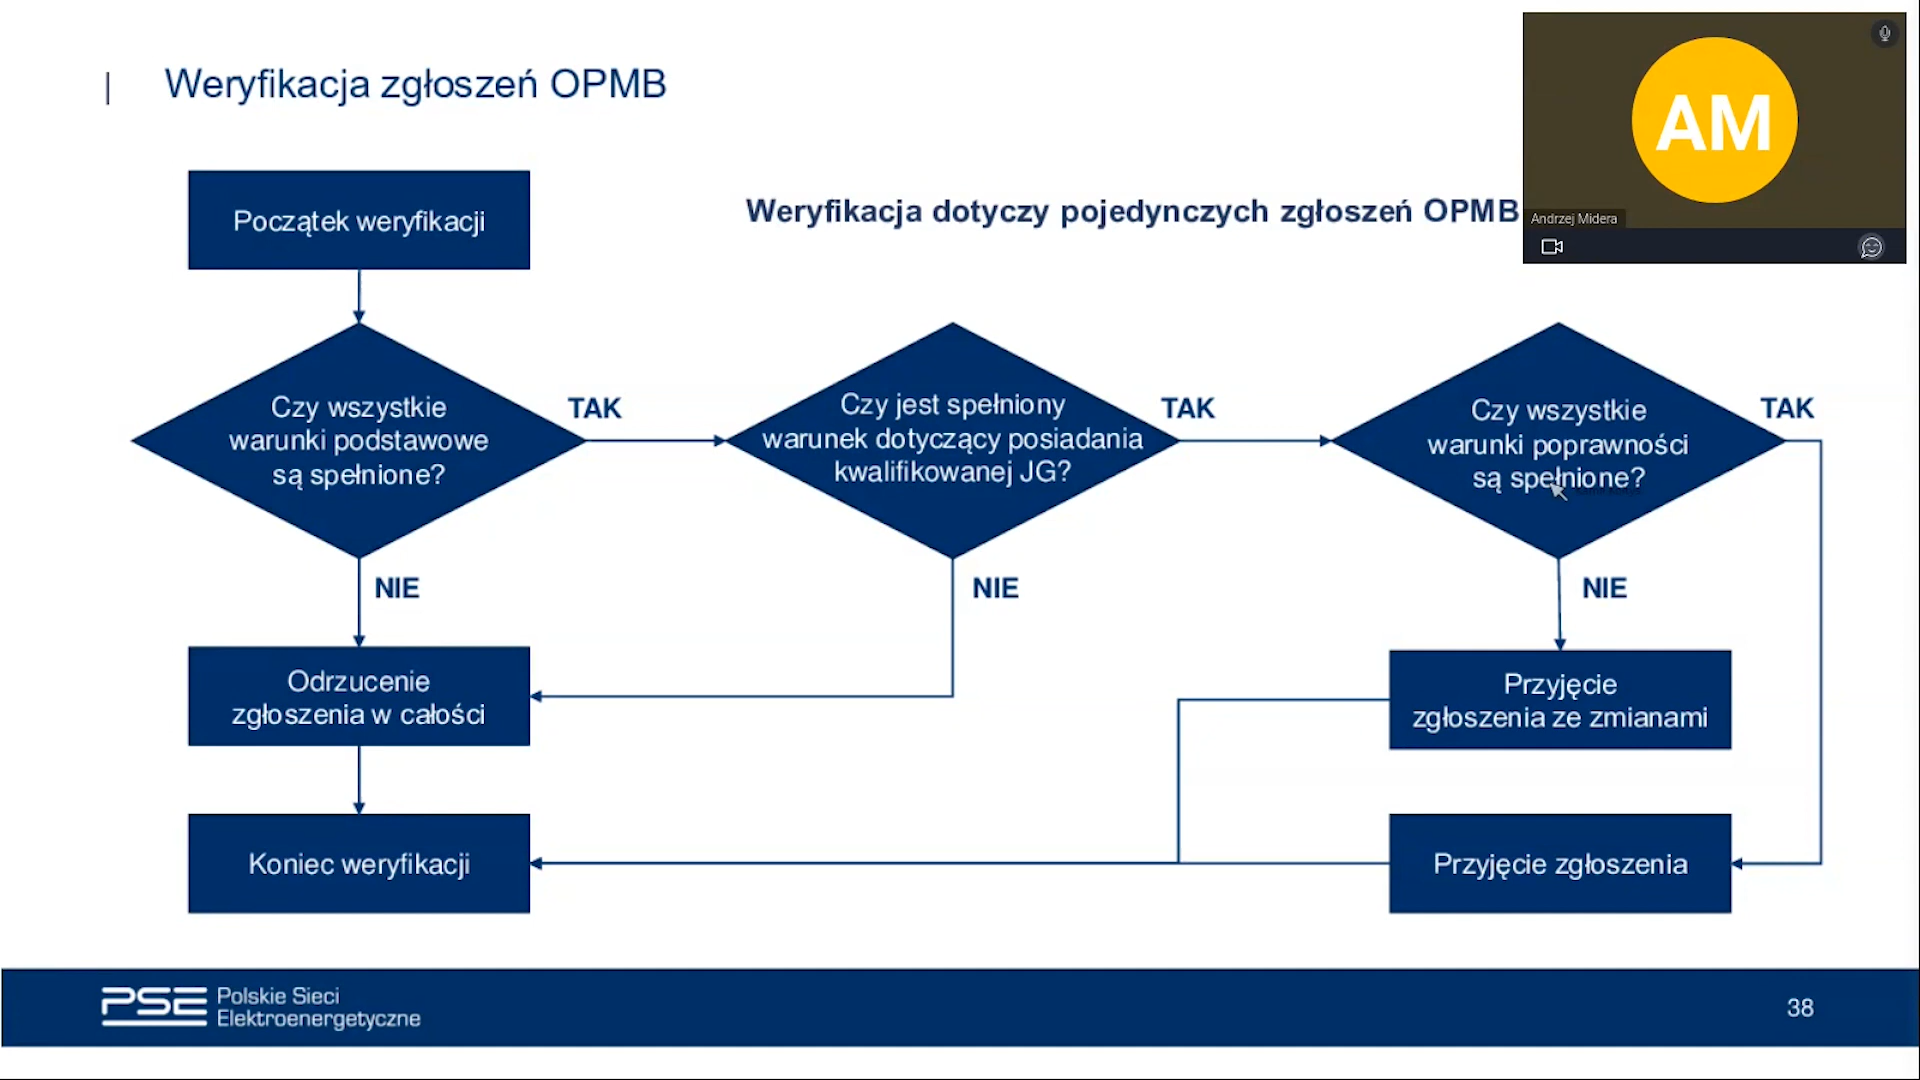 Weryfikacja zgłoszeń OPMB
AM
Andrzej Midera
Weryfikacja dotyczy pojedynczych zgłoszeń OPMB
Początek weryfikacji
Czy wszystkie
warunki podstawowe
są spełnione?
TAK
Czy jest spełniony
warunek dotyczący posiadania
kwalifikowanej JG?
TAK
Czy wszystkie
warunki poprawności
są spełnione?
TAK
NIE
NIE
NIE
Odrzucenie
zgłoszenia w całości
Przyjęcie
zgłoszenia ze zmianami
Koniec weryfikacji
Przyjęcie zgłoszenia
PSE
Polskie Sieci
Elektroenergetyczne
38